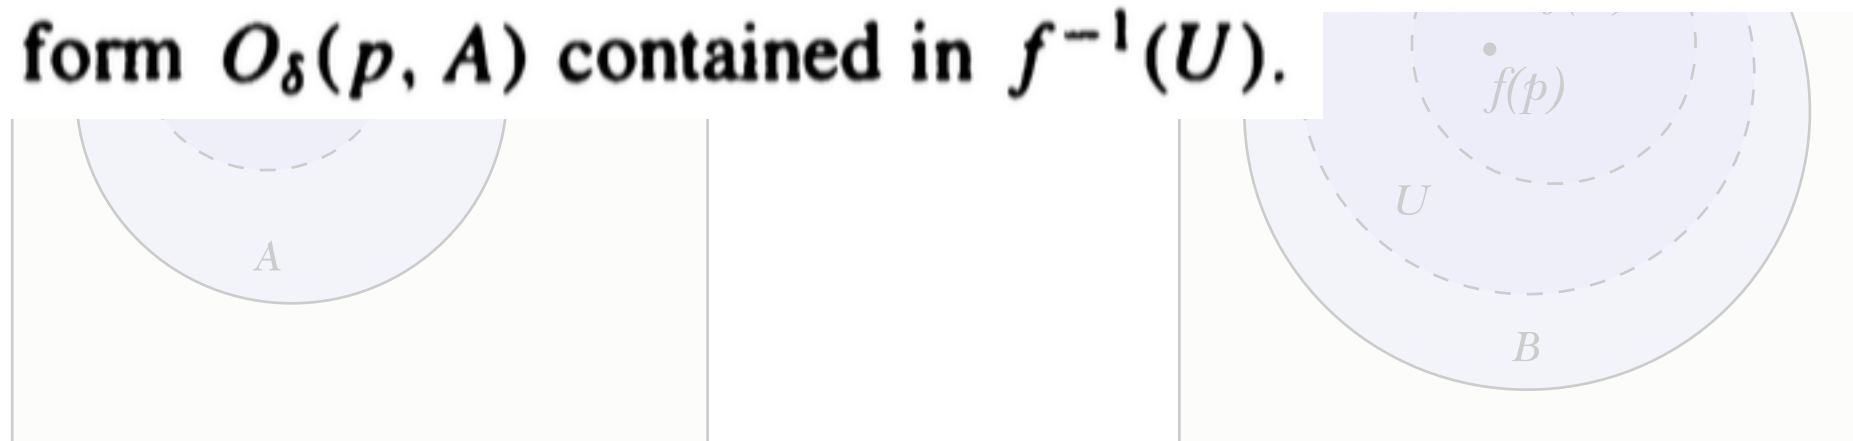 form O_δ(p, A) contained in f⁻¹(U).
f(p)
U
A
B